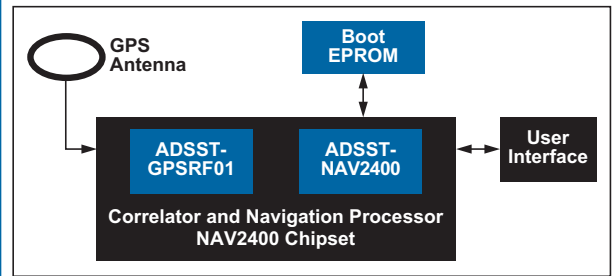 GPS
Antenna
Boot
EPROM
ADSST-
GPSRF01
ADSST-
NAV2400
User
Interface
Correlator and Navigation Processor
NAV2400 Chipset